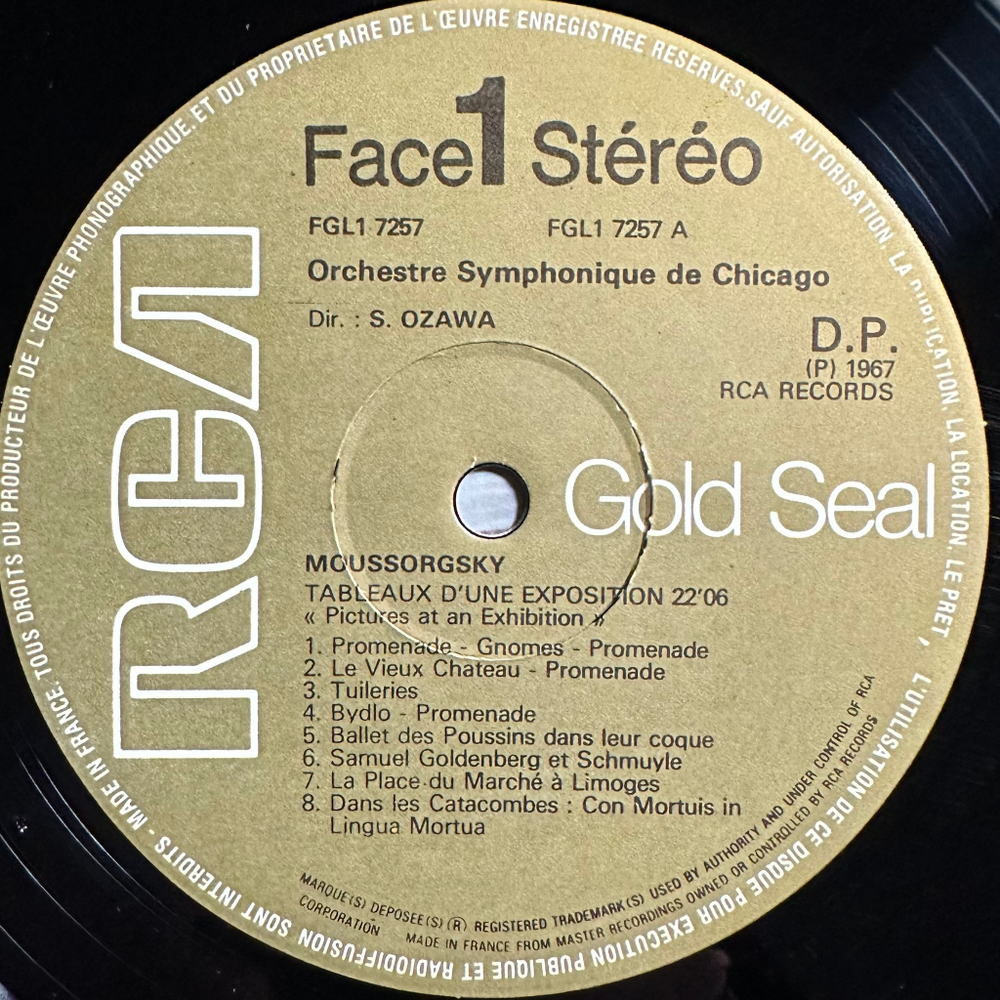 Face 1 Stéréo
FGL1 7257 FGL1 7257 A
Orchestre Symphonique de Chicago
Dir. : S. OZAWA
D.P.
(P) 1967
RCA RECORDS
RCA
Gold Seal
MOUSSORGSKY
TABLEAUX D'UNE EXPOSITION 22'06
« Pictures at an Exhibition »
1. Promenade - Gnomes - Promenade
2. Le Vieux Chateau - Promenade
3. Tuileries
4. Bydlo - Promenade
5. Ballet des Poussins dans leur coque
6. Samuel Goldenberg et Schmuyle
7. La Place du Marché à Limoges
8. Dans les Catacombes : Con Mortuis in
Lingua Mortua
MARQUE(S) DEPOSEE(S) (R) REGISTERED TRADEMARK(S) USED BY AUTHORITY AND UNDER CONTROL OF RCA
CORPORATION MADE IN FRANCE FROM MASTER RECORDINGS OWNED OR CONTROLLED BY RCA RECORDS
MADE IN FRANCE. TOUS DROITS DU PRODUCTEUR DE L'ŒUVRE PHONOGRAPHIQUE. ET DU PROPRIETAIRE DE L'ŒUVRE ENREGISTREE RESERVES. SAUF AUTORISATION. LA DUPLICATION. LA LOCATION. LE PRET, L'UTILISATION DE CE DISQUE POUR EXECUTION PUBLIQUE ET RADIODIFFUSION SONT INTERDITS -